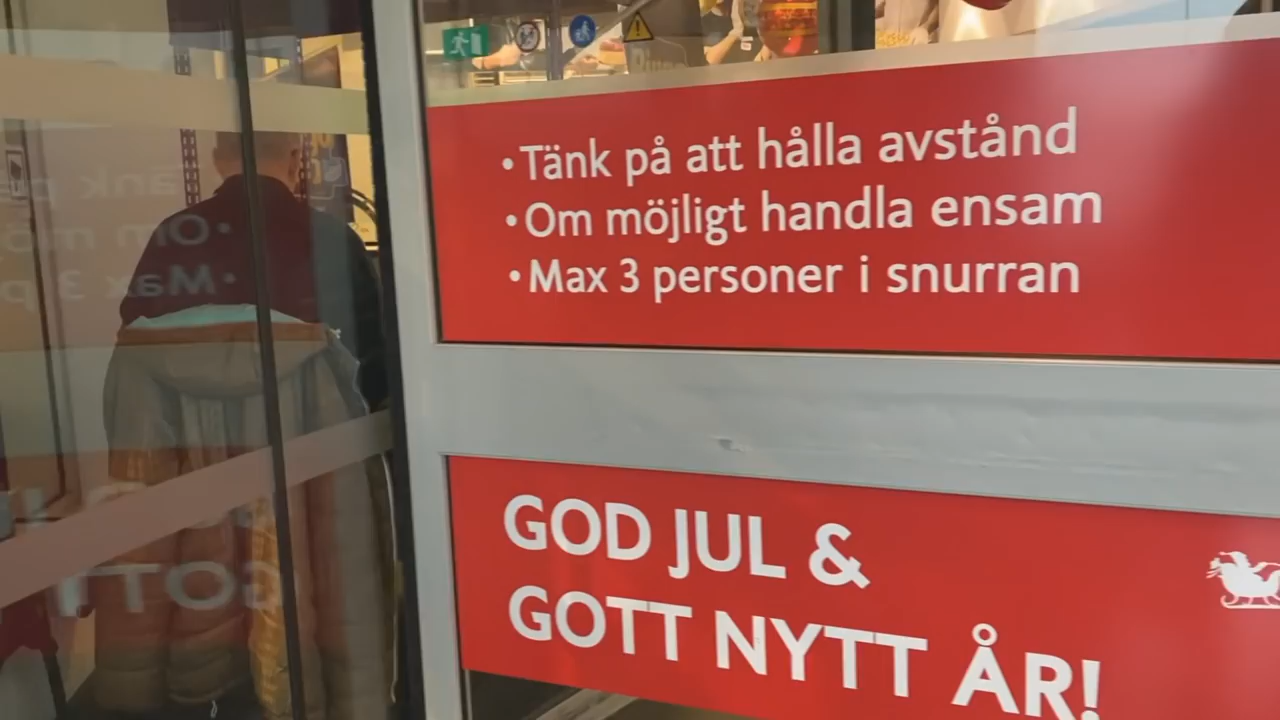 • Tänk på att hålla avstånd
• Om möjligt handla ensam
• Max 3 personer i snurran
GOD JUL &
GOTT NYTT ÅR!